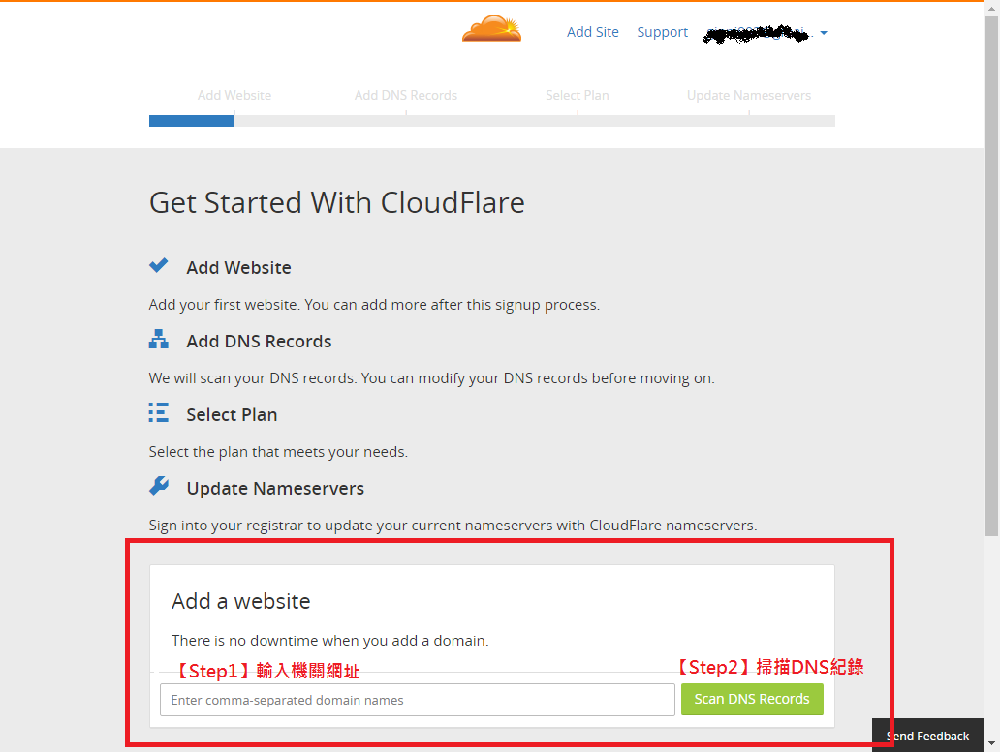 Add Site Support
Add Website Add DNS Records Select Plan Update Nameservers
Get Started With CloudFlare
Add Website
Add your first website. You can add more after this signup process.
Add DNS Records
We will scan your DNS records. You can modify your DNS records before moving on.
Select Plan
Select the plan that meets your needs.
Update Nameservers
Sign into your registrar to update your current nameservers with CloudFlare nameservers.
Add a website
There is no downtime when you add a domain.
【Step1】輸入機關網址 【Step2】掃描DNS紀錄
Enter comma-separated domain names Scan DNS Records
Send Feedback